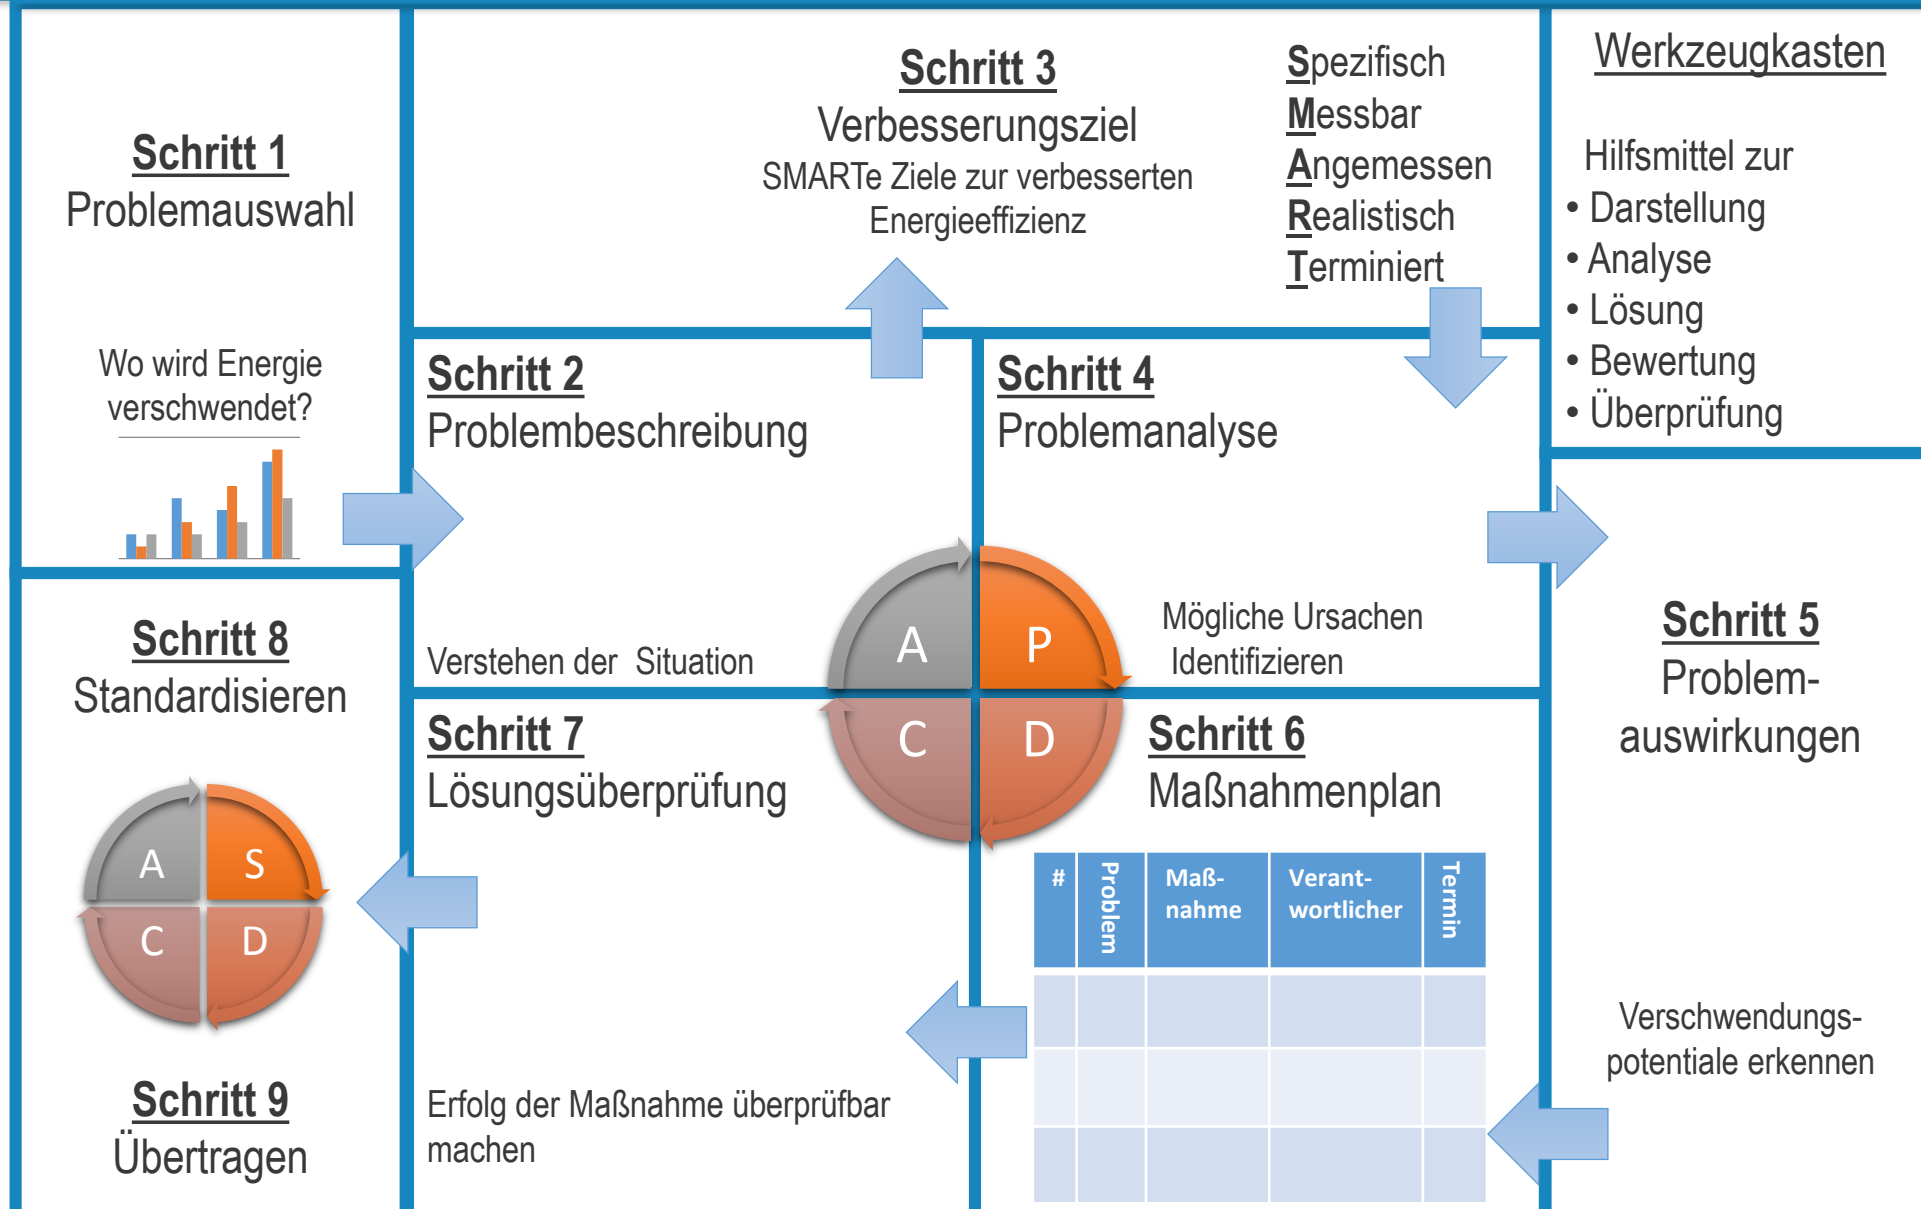 Schritt 1
Problemauswahl
Wo wird Energie
verschwendet?
Schritt 2
Problembeschreibung
Verstehen der  Situation
Schritt 3
Verbesserungsziel
SMARTe Ziele zur verbesserten
Energieeffizienz
Spezifisch
Messbar
Angemessen
Realistisch
Terminiert
Schritt 4
Problemanalyse
Mögliche Ursachen
Identifizieren
Werkzeugkasten
Hilfsmittel zur
• Darstellung
• Analyse
• Lösung
• Bewertung
• Überprüfung
Schritt 5
Problem-
auswirkungen
Verschwendungs-
potentiale erkennen
A P
C D
Schritt 6
Maßnahmenplan
# Problem Maß- Verant- Termin
nahme wortlicher
Schritt 7
Lösungsüberprüfung
Erfolg der Maßnahme überprüfbar
machen
Schritt 8
Standardisieren
A S
C D
Schritt 9
Übertragen